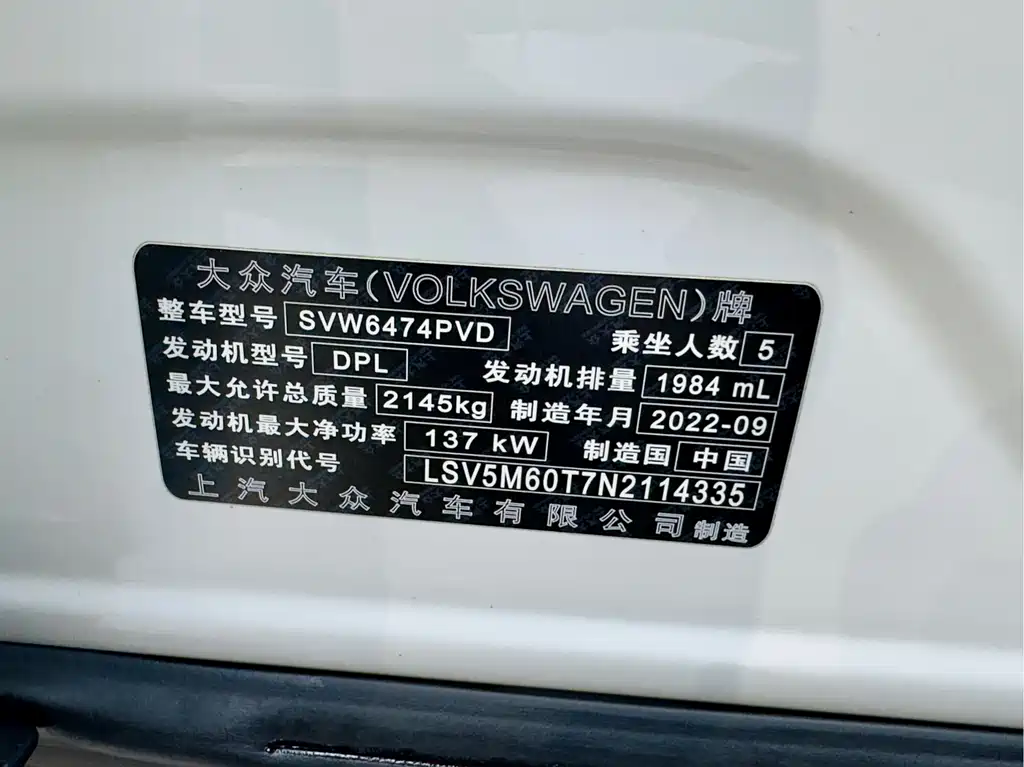 大众汽车(VOLKSWAGEN)牌
整车型号 SVW6474PVD 乘坐人数 5
发动机型号 DPL 发动机排量 1984 mL
最大允许总质量 2145kg 制造年月 2022-09
发动机最大净功率 137 kW 制造国 中国
车辆识别代号 LSV5M60T7N2114335
上汽大众汽车有限公司制造